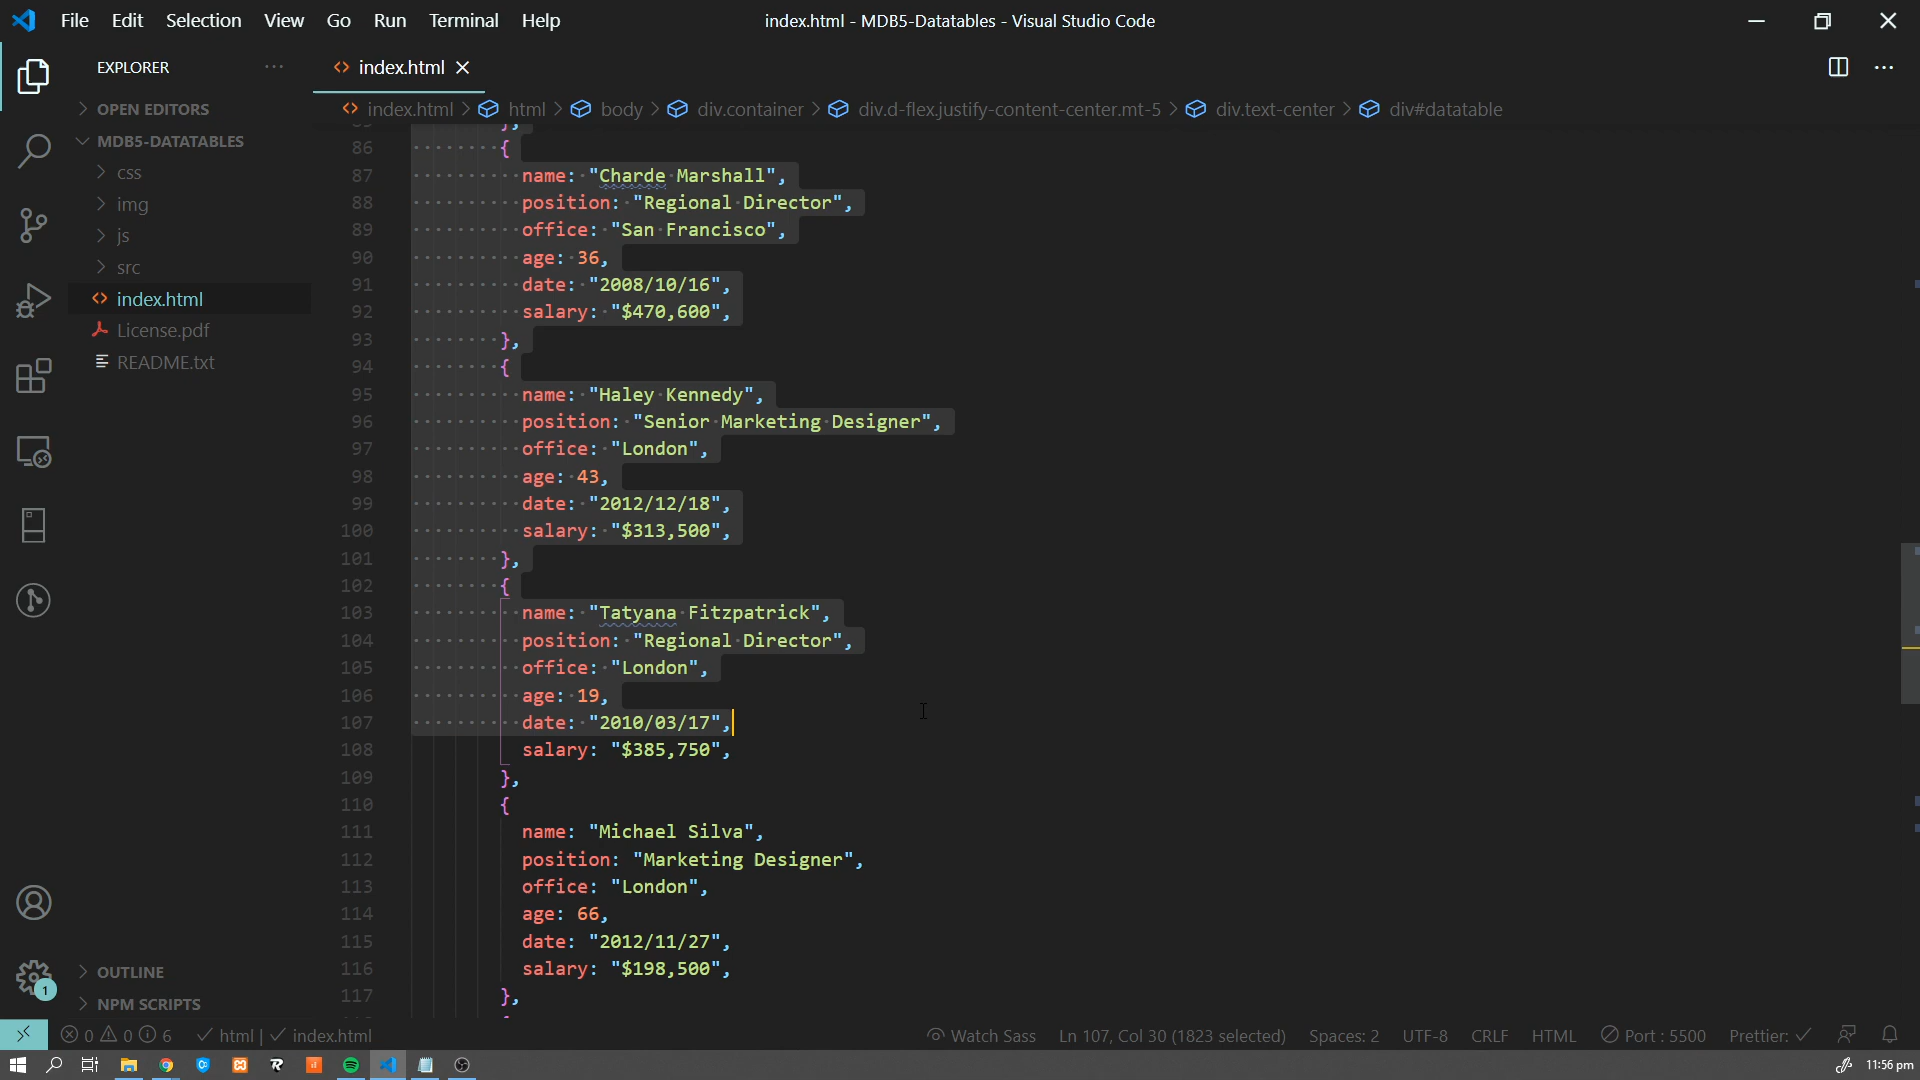 File Edit Selection View Go Run Terminal Help
index.html - MDB5-Datatables - Visual Studio Code
EXPLORER
index.html
OPEN EDITORS
MDB5-DATATABLES
css
img
js
src
index.html
License.pdf
README.txt
OUTLINE
NPM SCRIPTS
1
index.html > html > body > div.container > div.d-flex.justify-content-center.mt-5 > div.text-center > div#datatable
},
86 {
87 name: "Charde Marshall",
88 position: "Regional Director",
89 office: "San Francisco",
90 age: 36,
91 date: "2008/10/16",
92 salary: "$470,600",
93 },
94 {
95 name: "Haley Kennedy",
96 position: "Senior Marketing Designer",
97 office: "London",
98 age: 43,
99 date: "2012/12/18",
100 salary: "$313,500",
101 },
102 {
103 name: "Tatyana Fitzpatrick",
104 position: "Regional Director",
105 office: "London",
106 age: 19,
107 date: "2010/03/17",
108 salary: "$385,750",
109 },
110 {
111 name: "Michael Silva",
112 position: "Marketing Designer",
113 office: "London",
114 age: 66,
115 date: "2012/11/27",
116 salary: "$198,500",
117 },
0 0 6 html | index.html Watch Sass Ln 107, Col 30 (1823 selected) Spaces: 2 UTF-8 CRLF HTML Port : 5500 Prettier:
11:56 pm